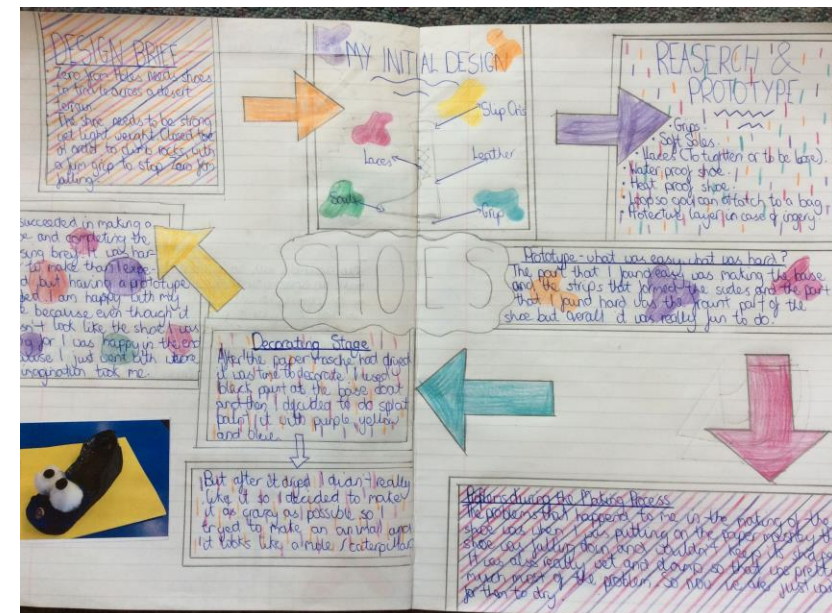 DESIGN BRIEF
Zero from Holes needs shoes
to trek across a desert
terrain.
The shoe needs to be strong
yet light weight. Closed toe
in order to climb rocks with
a firm grip to stop Zero from
falling.
MY INITIAL DESIGN
Slip Ons
Laces
Leather
Grip
REASERCH &
PROTOTYPE
• Grips.
• Soft Soles.
• Laces (To tighten or to be lose).
• Water proof shoe.
• Heat proof shoe.
• Loop so you can attatch to a bag
• Protective layer in case of ingery
SHOES
Prototype - what was easy what was hard?
The part that I found easy was making the base
and the strips that formed the sides and the part
that I found hard was the front part of the
shoe but overall it was really fun to do.
Problems during the Making Process
The problems that happend to me in the making of the
shoe was when I was putting on the paper mashy the
shoe was falling down and wouldn't keep its
It was also really wet and damp so that was pretty
much most of the problem. So now we are just
for them to dry.
Decorating Stage
After the paper masche had dried
it was time to decorate. I used
black paint at the base coat
and then I decided to do splat
paint it with purple, yellow
and blue.
But after it dried I didn't really
like it so I decided to make
it as crazy as possible so I
tryed to make an animal and
it looks like a mole / caterpillar
succeeded in making a
and completing the
It was har-
to make than I expe-
but having a prototype
I am happy with my
because even though it
look like the shoe I was
for I was happy in the end
I just went with where
imagination took me.